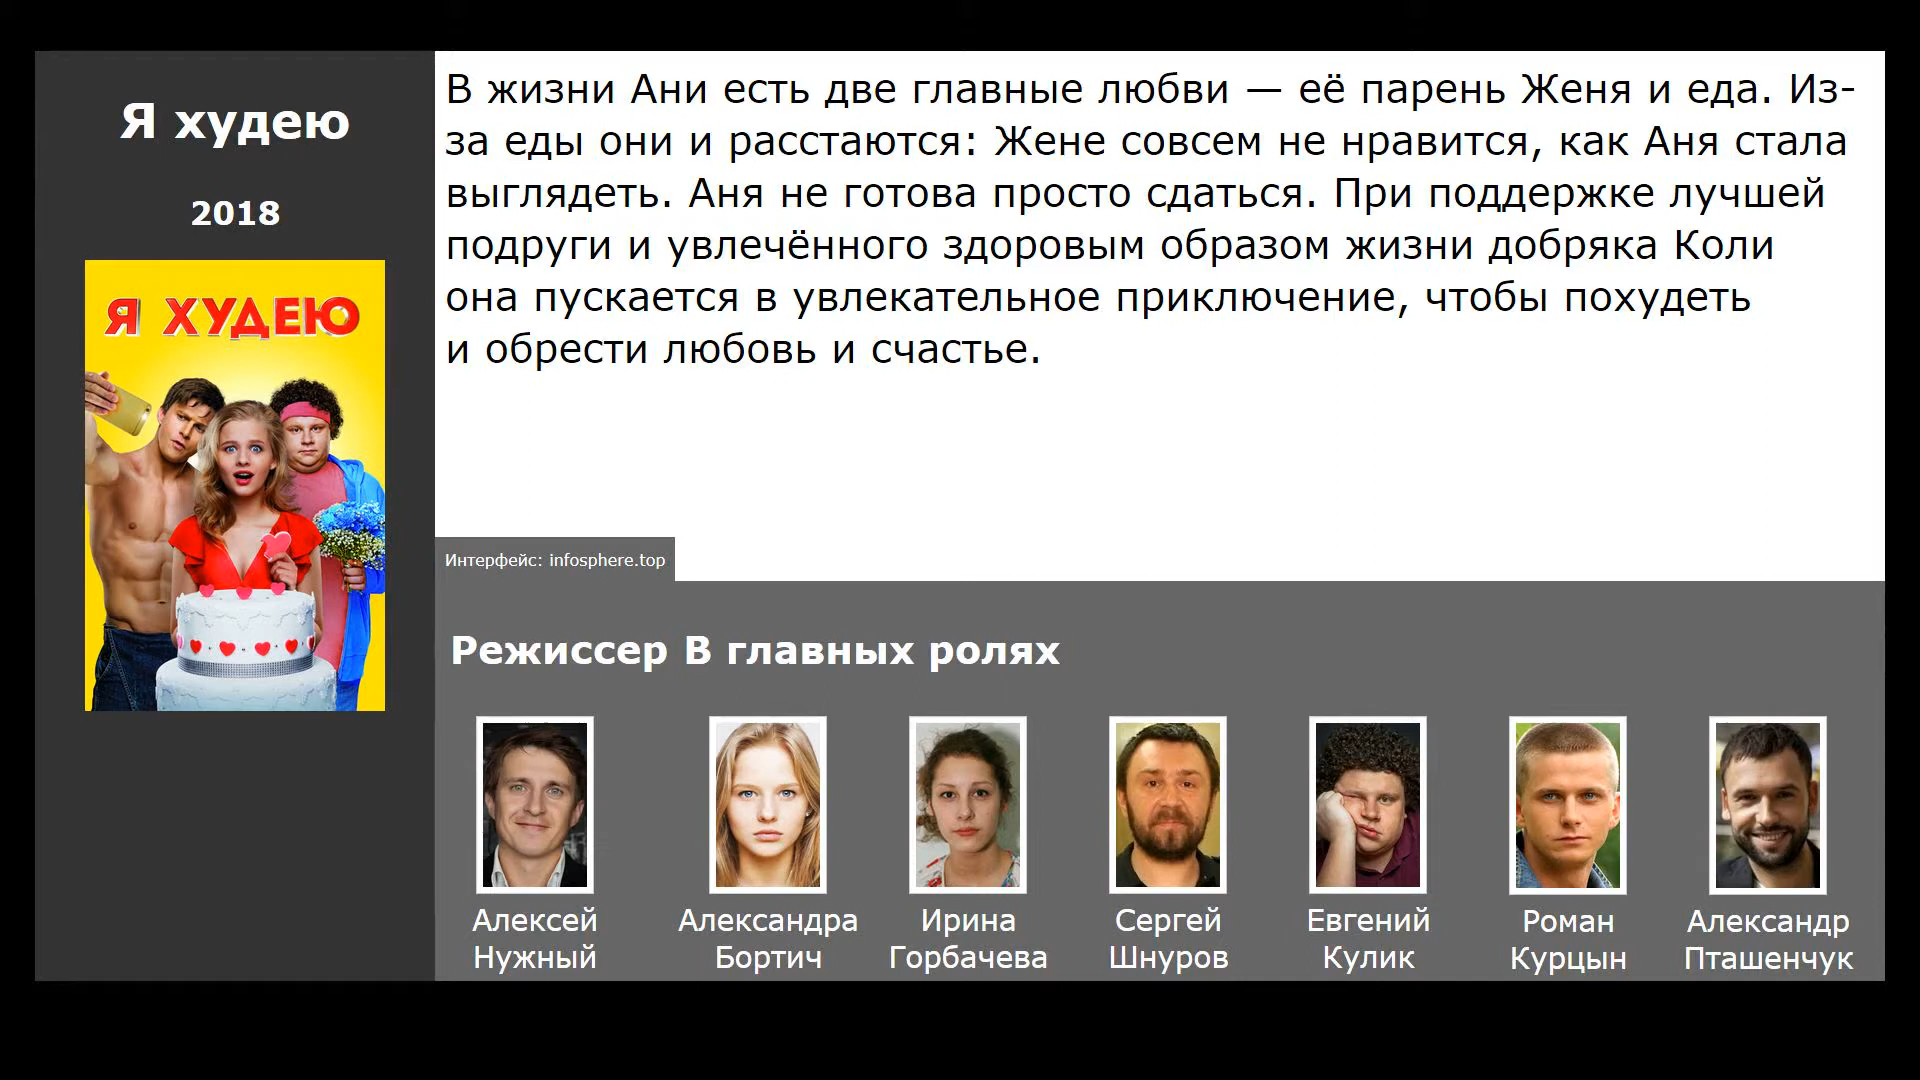 Я худею
2018
Я ХУДЕЮ
В жизни Ани есть две главные любви — её парень Женя и еда. Из-
за еды они и расстаются: Жене совсем не нравится, как Аня стала
выглядеть. Аня не готова просто сдаться. При поддержке лучшей
подруги и увлечённого здоровым образом жизни добряка Коли
она пускается в увлекательное приключение, чтобы похудеть
и обрести любовь и счастье.
Интерфейс: infosphere.top
Режиссер В главных ролях
Алексей
Нужный
Александра
Бортич
Ирина
Горбачева
Сергей
Шнуров
Евгений
Кулик
Роман
Курцын
Александр
Пташенчук